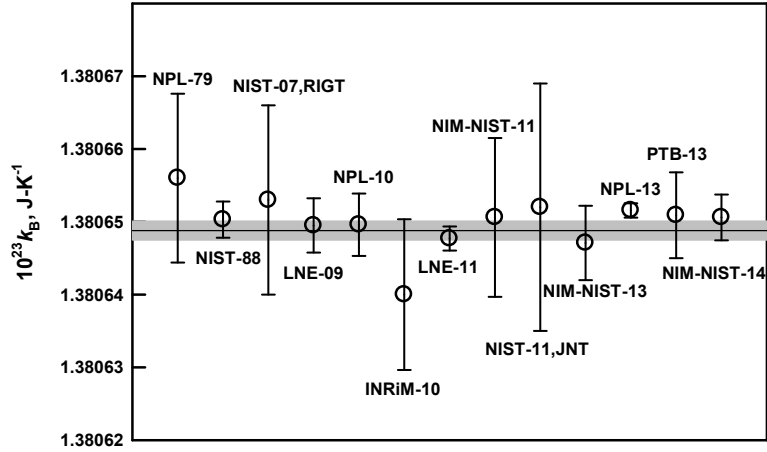 1.38067
1.38066
1.38065
1.38064
1.38063
1.38062
10²³k_B, J-K⁻¹
NPL-79
NIST-07,RIGT
NIM-NIST-11
PTB-13
NPL-10
NPL-13
NIST-88
LNE-09
LNE-11
NIM-NIST-13
NIM-NIST-14
NIST-11,JNT
INRiM-10